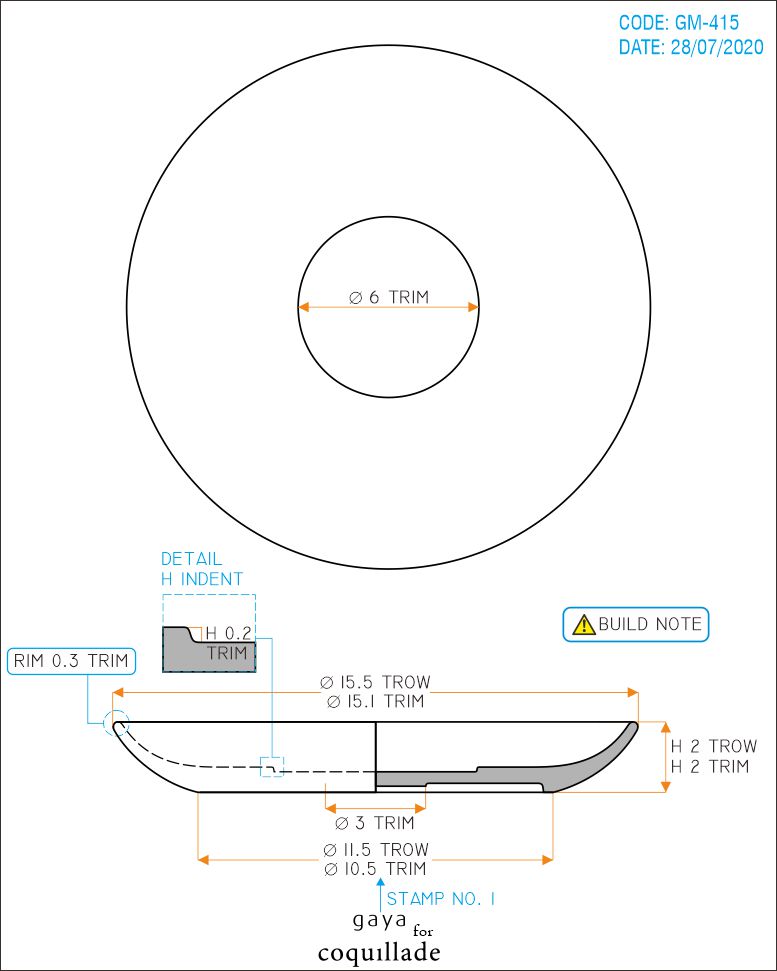 CODE: GM-415
DATE: 28/07/2020
Ø 6 TRIM
DETAIL
H INDENT
H 0.2
TRIM
BUILD NOTE
RIM 0.3 TRIM
Ø 15.5 TROW
Ø 15.1 TRIM
H 2 TROW
H 2 TRIM
Ø 3 TRIM
Ø 11.5 TROW
Ø 10.5 TRIM
STAMP NO. 1
gaya for
coquıllade